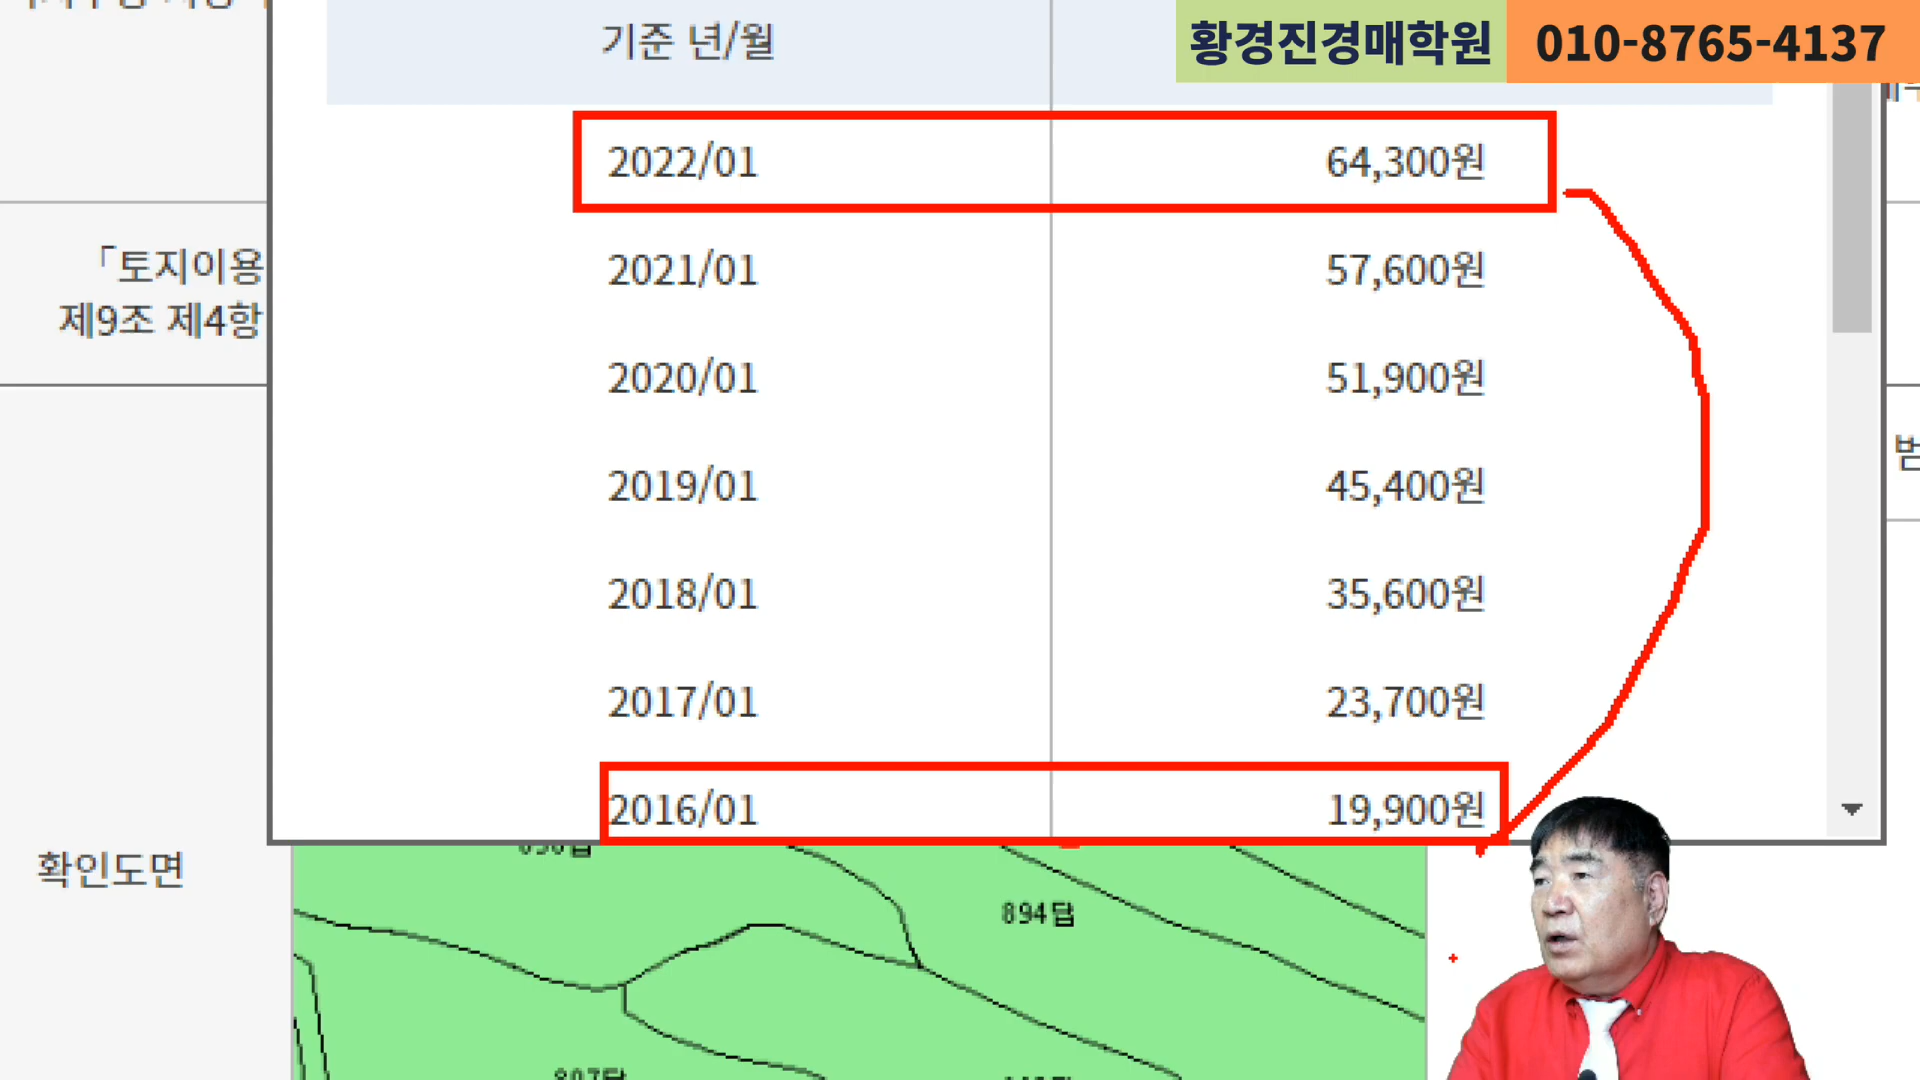 황경진경매학원 010-8765-4137
기준 년/월
2022/01 64,300원
2021/01 57,600원
2020/01 51,900원
2019/01 45,400원
2018/01 35,600원
2017/01 23,700원
2016/01 19,900원
「토지이용
제9조 제4항
확인도면
범
894답